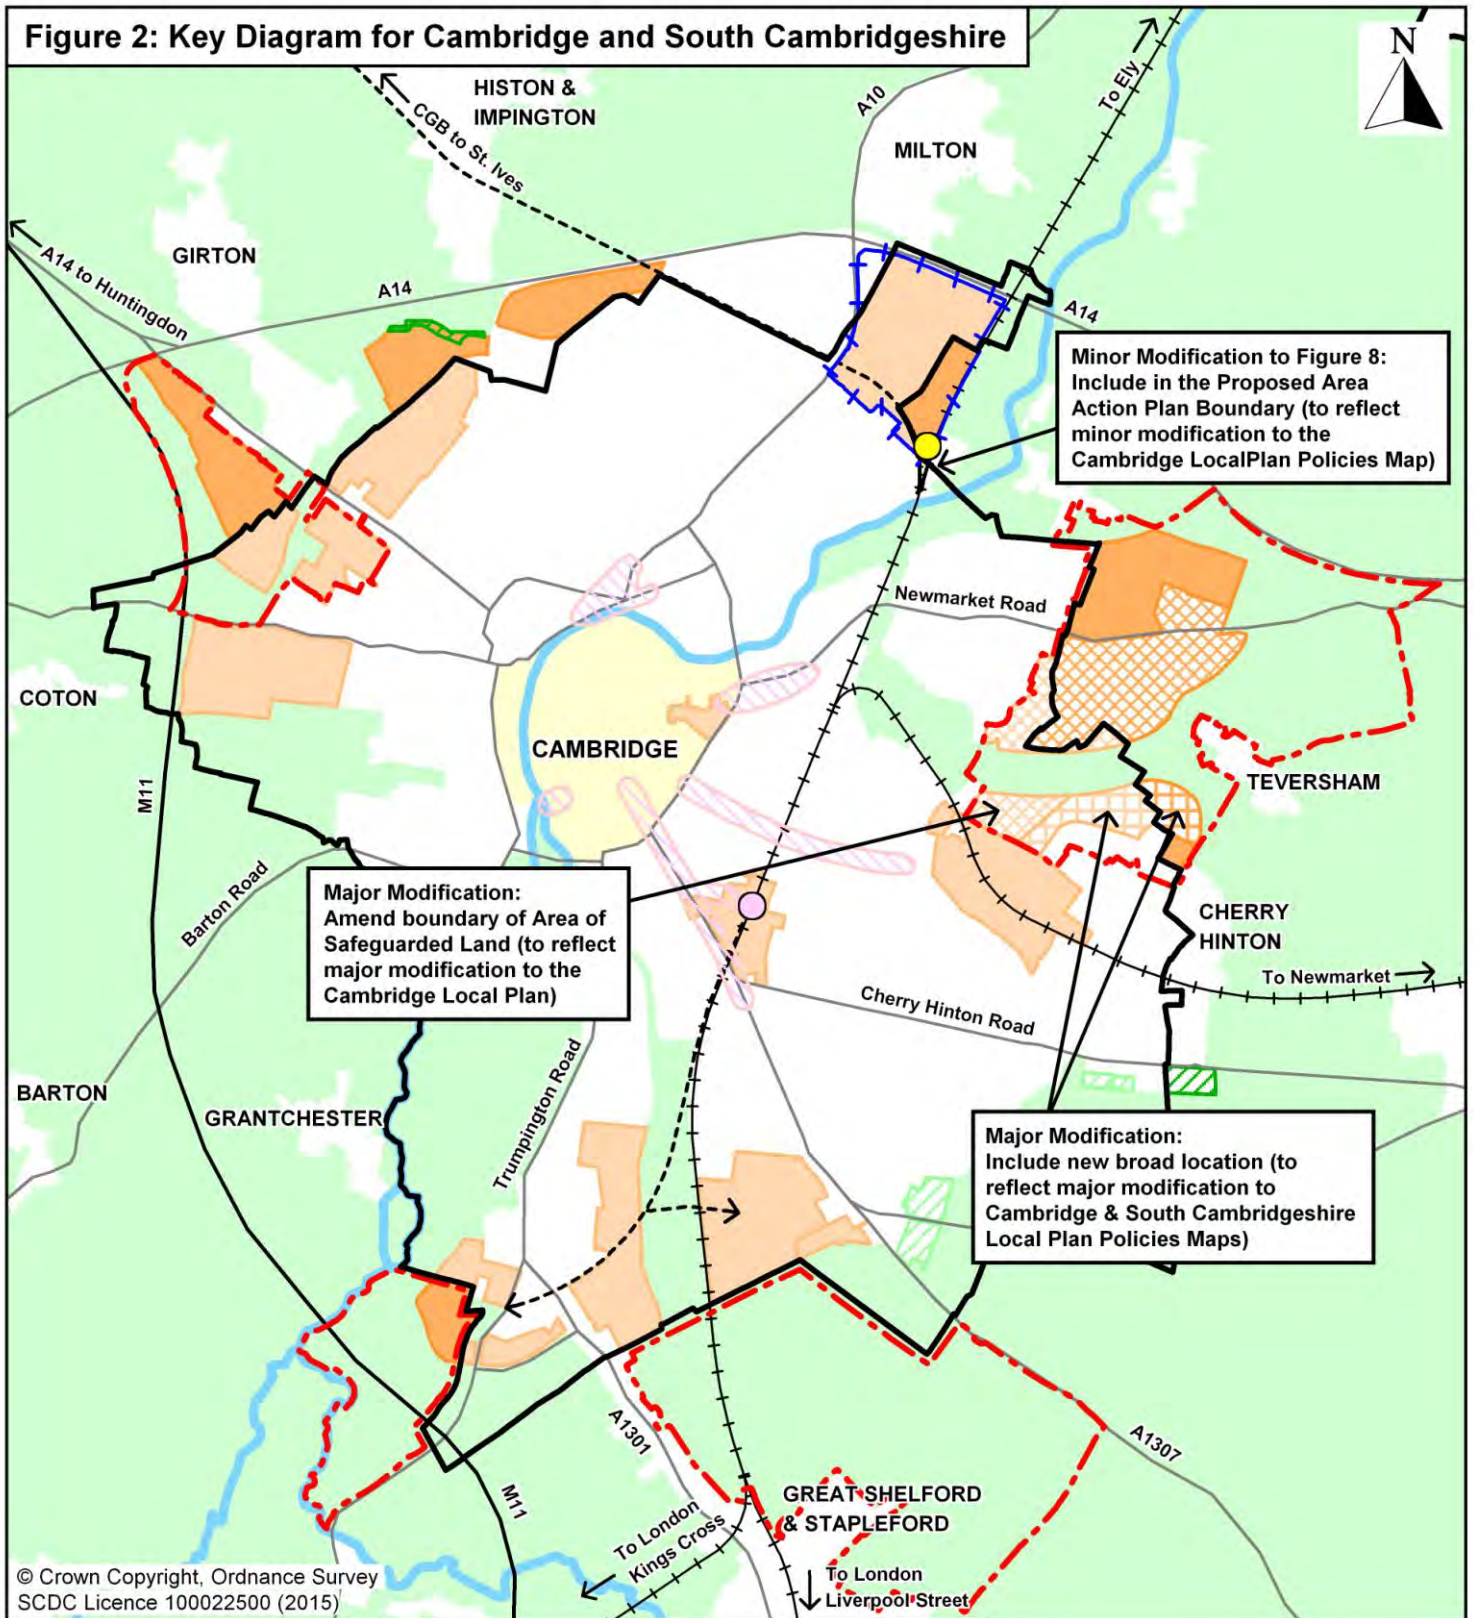 Figure 2: Key Diagram for Cambridge and South Cambridgeshire
N
HISTON &
IMPINGTON
CGB to St. Ives
A10
To Ely
MILTON
GIRTON
A14 to Huntingdon
A14
A14
Minor Modification to Figure 8:
Include in the Proposed Area
Action Plan Boundary (to reflect
minor modification to the
Cambridge LocalPlan Policies Map)
Newmarket Road
COTON
CAMBRIDGE
TEVERSHAM
M11
Barton Road
Major Modification:
Amend boundary of Area of
Safeguarded Land (to reflect
major modification to the
Cambridge Local Plan)
CHERRY
HINTON
To Newmarket
Cherry Hinton Road
BARTON
GRANTCHESTER
Trumpington Road
Major Modification:
Include new broad location (to
reflect major modification to
Cambridge & South Cambridgeshire
Local Plan Policies Maps)
A1301
A1307
M11
GREAT SHELFORD
& STAPLEFORD
To London
Kings Cross
To London
Liverpool Street
© Crown Copyright, Ordnance Survey
SCDC Licence 100022500 (2015)